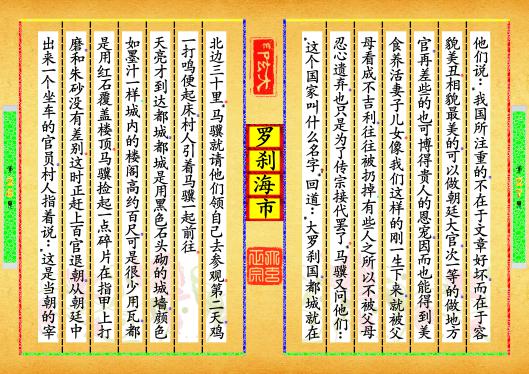 他们说：我国所注重的不在于文章好坏而在于容
貌美丑相貌最美的可以做朝廷大官次一等的做地方
官再差些的也可博得贵人的恩宠因而也能得到美
食养活妻子儿女像我们这样的刚一生下来就被父
母看成不吉利往往被扔掉有些人之所以不被父母
忍心遗弃也只是为了传宗接代罢了马骥又问他们：
这个国家叫什么名字，回道：大罗刹国都城就在
罗刹海市
北边三十里，马骥就请他们领自己去参观第二天鸡
一打鸣便起床村人引着马骥一起前往
天亮才到达都城都城是用黑色石头砌的城墙颜色
如墨汁一样城内的楼阁高约百尺可是很少用瓦都
是用红石覆盖楼顶马骥捡起一点碎片在指甲上打
磨和朱砂没有差别这时正赶上百官退朝从朝廷中
出来一个坐车的官员村人指着说：这是当朝的宰